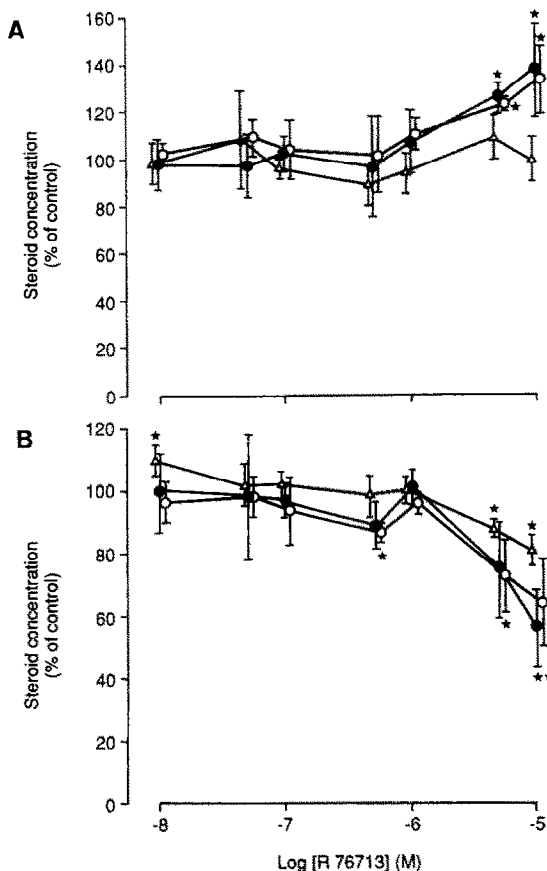 A
160
140
120
100
80
60
40
20
0
Steroid concentration
(% of control)
B
120
100
80
60
40
20
0
Steroid concentration
(% of control)
-8
-7
-6
-5
Log [R 76713] (M)